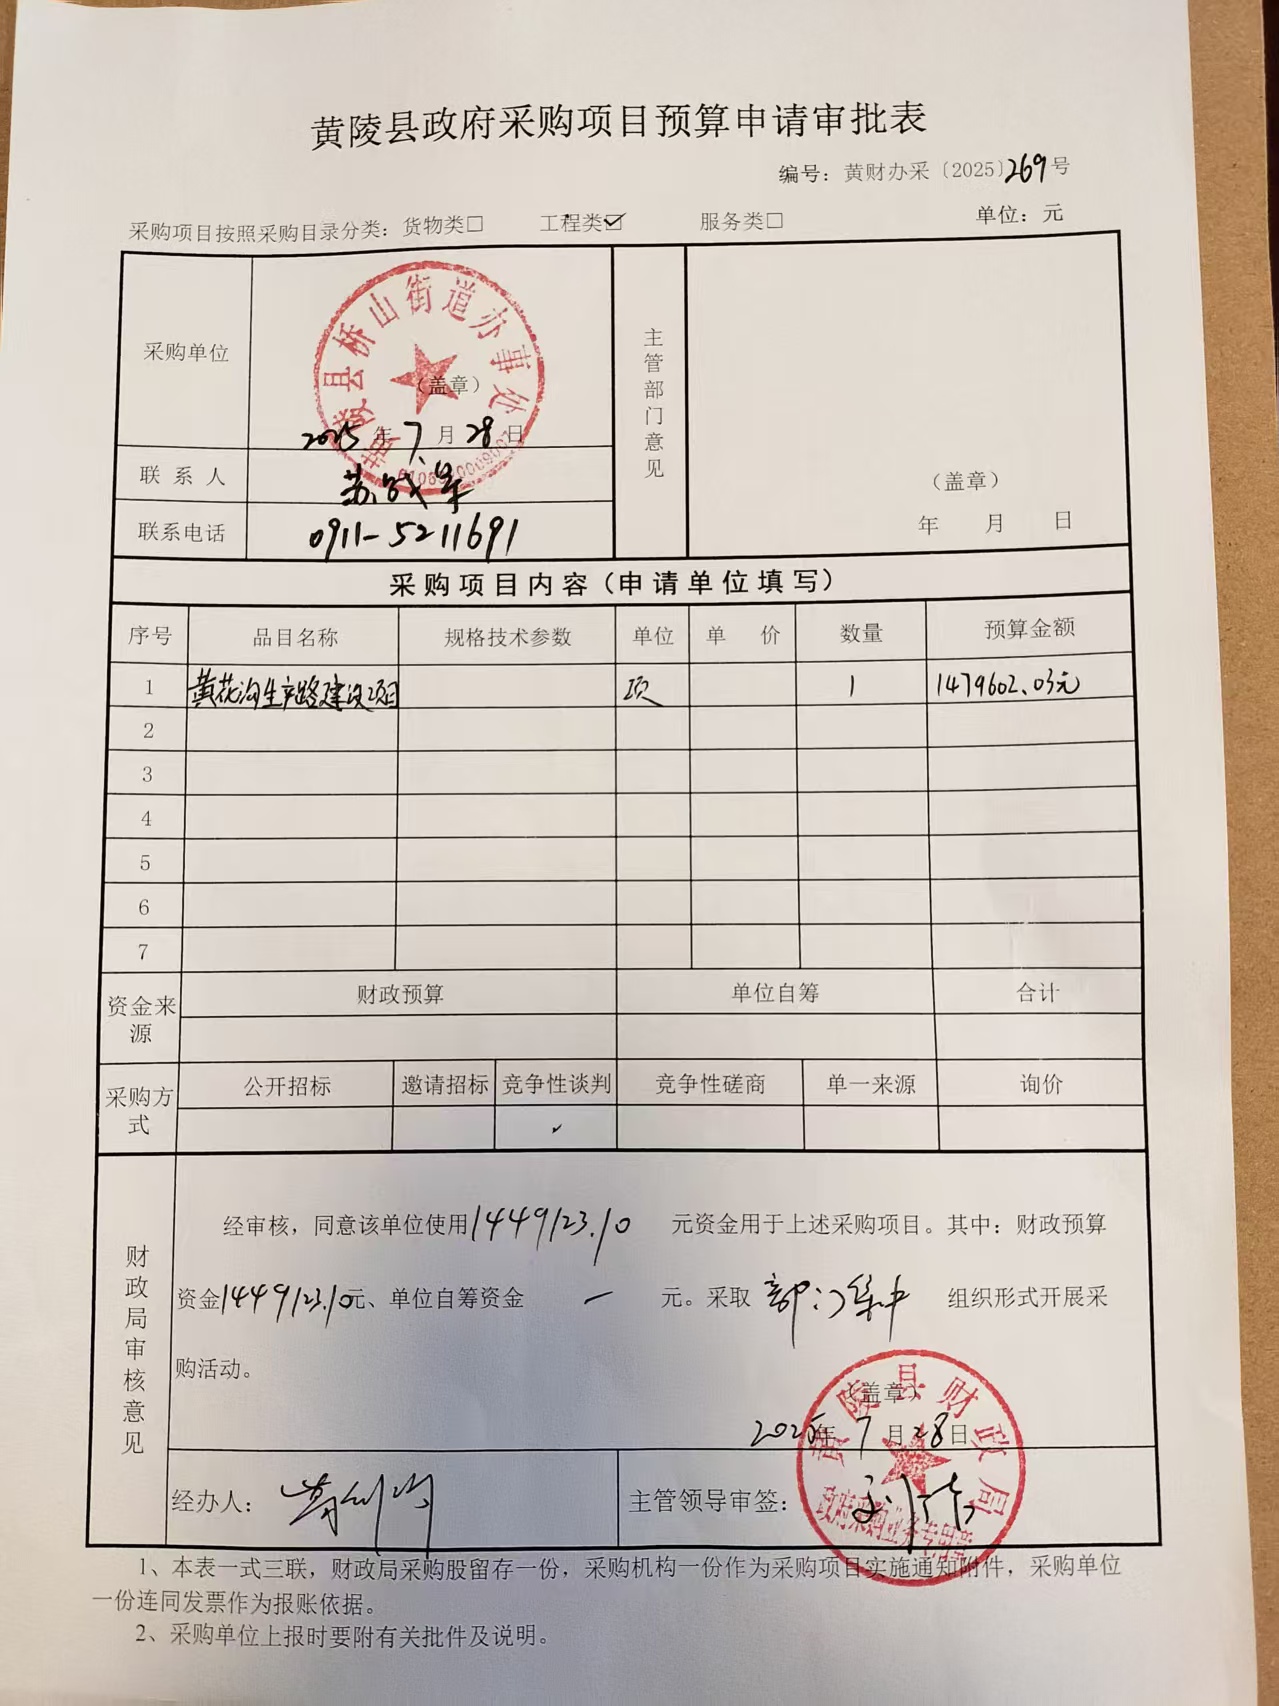 黄陵县政府采购项目预算申请审批表
编号：黄财办采〔2025〕269号
采购项目按照采购目录分类：货物类□ 工程类☑ 服务类□ 单位：元
采购单位
黄陵县桥山街道办事处
（盖章）
2025年7月28日
主管部门意见
（盖章）
年 月 日
联系人 苏战军
联系电话 0911-5211691
采购项目内容（申请单位填写）
序号 品目名称 规格技术参数 单位 单价 数量 预算金额
1 黄花沟生产路建设项目 项 1 1479602.03元
2
3
4
5
6
7
资金来源 财政预算 单位自筹 合计
采购方式 公开招标 邀请招标 竞争性谈判 竞争性磋商 单一来源 询价
✓
财政局审核意见
经审核，同意该单位使用1449123.10元资金用于上述采购项目。其中：财政预算
资金1449123.10元、单位自筹资金 — 元。采取 部门集中 组织形式开展采
购活动。
（盖章）
2025年7月28日
黄陵县财政局
政府采购业务专用章
经办人：
主管领导审签：
1、本表一式三联，财政局采购股留存一份，采购机构一份作为采购项目实施通知附件，采购单位
一份连同发票作为报账依据。
2、采购单位上报时要附有关批件及说明。